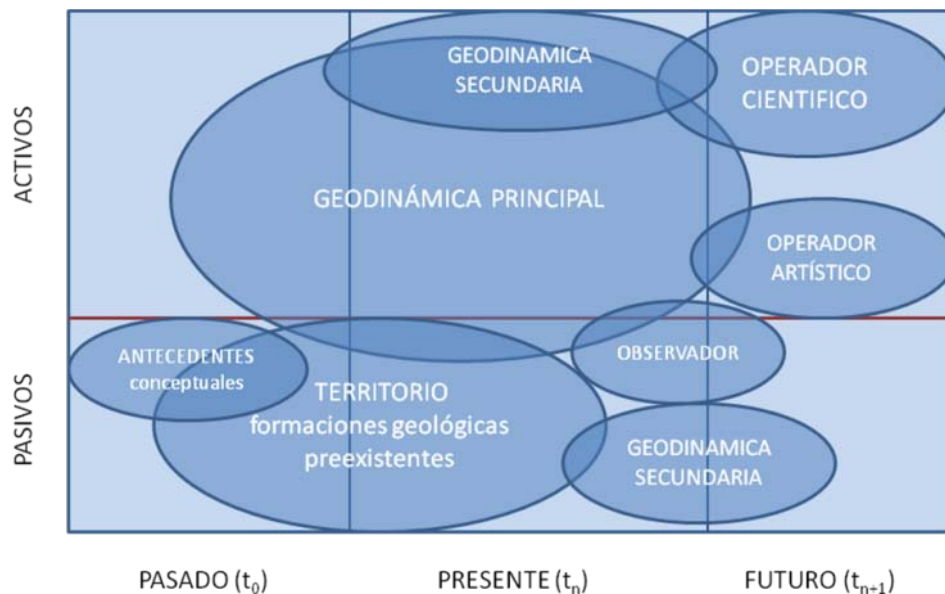 ACTIVOS
PASIVOS
GEODINAMICA
SECUNDARIA
OPERADOR
CIENTIFICO
GEODINÁMICA PRINCIPAL
OPERADOR
ARTÍSTICO
ANTECEDENTES
conceptuales
TERRITORIO
formaciones geológicas
preexistentes
OBSERVADOR
GEODINAMICA
SECUNDARIA
PASADO (t₀)
PRESENTE (tₙ)
FUTURO (tₙ₊₁)